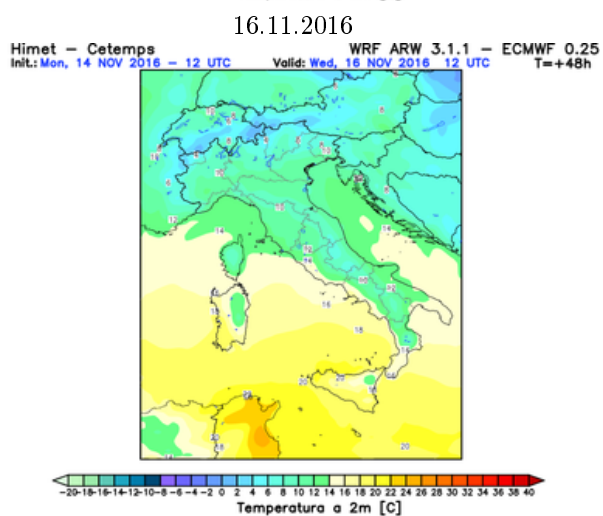 16.11.2016
Himet – Cetemps WRF ARW 3.1.1 – ECMWF 0.25
Init.: Mon, 14 NOV 2016 – 12 UTC Valid: Wed, 16 NOV 2016 12 UTC T=+48h
-20-18-16-14-12-10-8 -6 -4 -2 0 2 4 6 8 10 12 14 16 18 20 22 24 26 28 30 32 34 36 38 40
Temperatura a 2m [C]